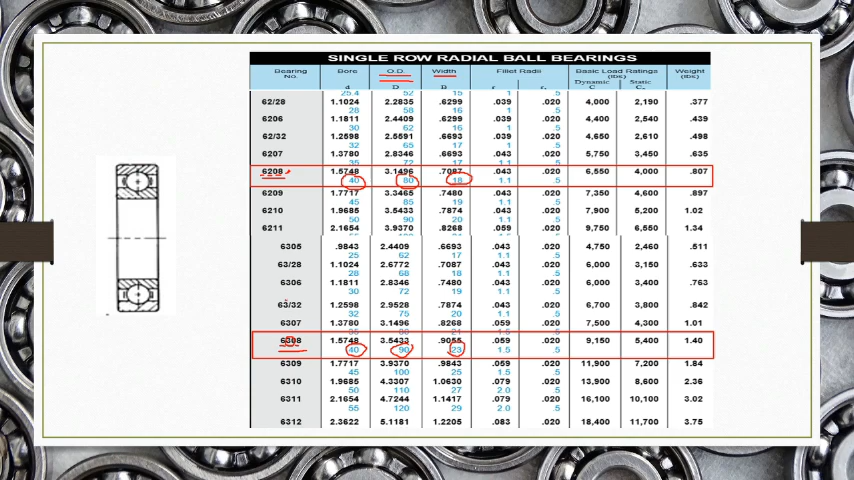 SINGLE ROW RADIAL BALL BEARINGS
Bearing No. Bore d O.D. D Width B Fillet Radii r r₁ Basic Load Ratings (lbs) Dynamic C Static C₀ Weight (lbs)
25.4 52 15 1 .5
62/28 1.1024 2.2835 .6299 .039 .020 4,000 2,190 .377
28 58 16 1 .5
6206 1.1811 2.4409 .6299 .039 .020 4,400 2,540 .439
30 62 16 1 .5
62/32 1.2598 2.5591 .6693 .039 .020 4,650 2,610 .498
32 65 17 1 .5
6207 1.3780 2.8346 .6693 .043 .020 5,750 3,450 .635
35 72 17 1.1 .5
6208 1.5748 3.1496 .7087 .043 .020 6,550 4,000 .807
40 80 18 1.1 .5
6209 1.7717 3.3465 .7480 .043 .020 7,350 4,600 .897
45 85 19 1.1 .5
6210 1.9685 3.5433 .7874 .043 .020 7,900 5,200 1.02
50 90 20 1.1 .5
6211 2.1654 3.9370 .8268 .059 .020 9,750 6,550 1.34
6305 .9843 2.4409 .6693 .043 .020 4,750 2,460 .511
25 62 17 1.1 .5
63/28 1.1024 2.6772 .7087 .043 .020 6,000 3,150 .633
28 68 18 1.1 .5
6306 1.1811 2.8346 .7480 .043 .020 6,000 3,400 .763
30 72 19 1.1 .5
63/32 1.2598 2.9528 .7874 .043 .020 6,700 3,800 .842
32 75 20 1.1 .5
6307 1.3780 3.1496 .8268 .059 .020 7,500 4,300 1.01
6308 1.5748 3.5433 .9055 .059 .020 9,150 5,400 1.40
40 90 23 1.5 .5
6309 1.7717 3.9370 .9843 .059 .020 11,900 7,200 1.84
45 100 25 1.5 .5
6310 1.9685 4.3307 1.0630 .079 .020 13,900 8,600 2.36
50 110 27 2.0 .5
6311 2.1654 4.7244 1.1417 .079 .020 16,100 10,100 3.02
55 120 29 2.0 .5
6312 2.3622 5.1181 1.2205 .083 .020 18,400 11,700 3.75